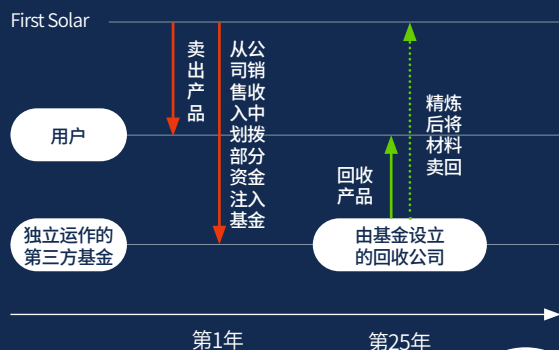 First Solar
卖出产品
从公司销售收入中划拨部分资金注入基金
精炼
后将
材料
卖回
用户
回收
产品
独立运作的
第三方基金
由基金设立
的回收公司
第1年
第25年